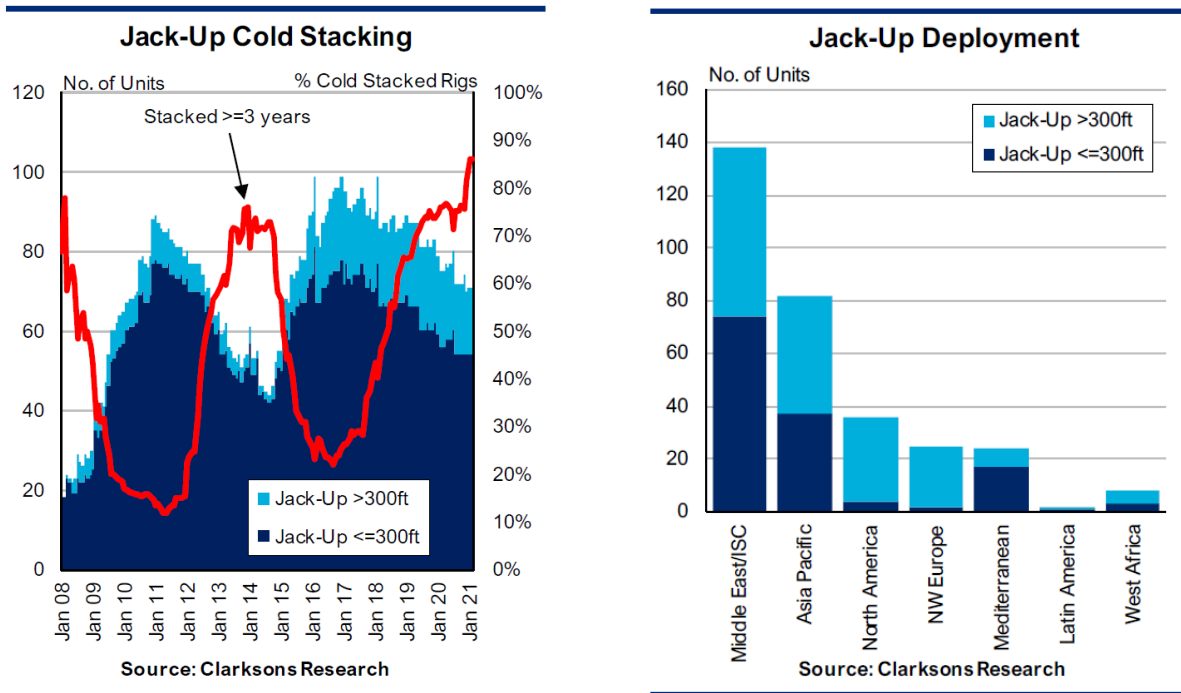 Jack-Up Cold Stacking
No. of Units
% Cold Stacked Rigs
120
100
80
60
40
20
0
100%
90%
80%
70%
60%
50%
40%
30%
20%
10%
0%
Stacked >=3 years
Jack-Up >300ft
Jack-Up <=300ft
Jan 08
Jan 09
Jan 10
Jan 11
Jan 12
Jan 13
Jan 14
Jan 15
Jan 16
Jan 17
Jan 18
Jan 19
Jan 20
Jan 21
Source: Clarksons Research
Jack-Up Deployment
No. of Units
160
140
120
100
80
60
40
20
0
Jack-Up >300ft
Jack-Up <=300ft
Middle East/ISC
Asia Pacific
North America
NW Europe
Mediterranean
Latin America
West Africa
Source: Clarksons Research